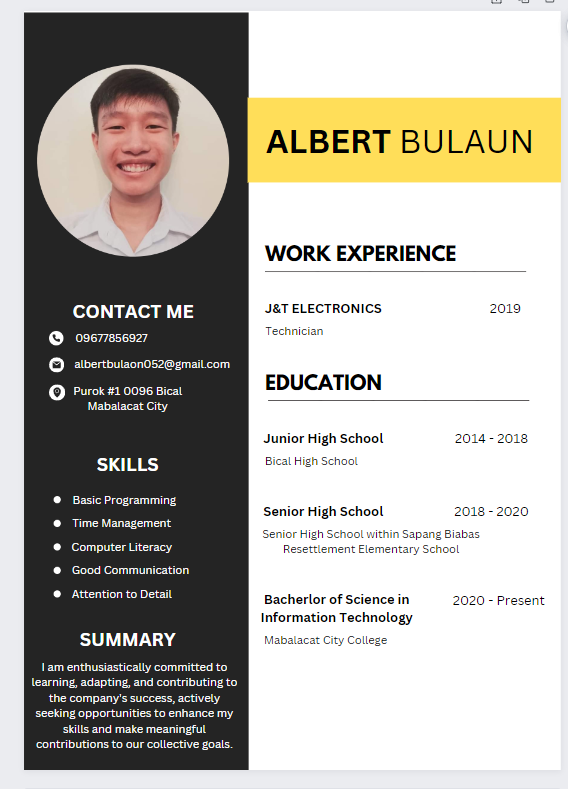 ALBERT BULAUN
CONTACT ME
09677856927
albertbulaon052@gmail.com
Purok #1 0096 Bical
Mabalacat City
SKILLS
Basic Programming
Time Management
Computer Literacy
Good Communication
Attention to Detail
SUMMARY
I am enthusiastically committed to
learning, adapting, and contributing to
the company's success, actively
seeking opportunities to enhance my
skills and make meaningful
contributions to our collective goals.
WORK EXPERIENCE
J&T ELECTRONICS 2019
Technician
EDUCATION
Junior High School 2014 - 2018
Bical High School
Senior High School 2018 - 2020
Senior High School within Sapang Biabas
Resettlement Elementary School
Bacherlor of Science in 2020 - Present
Information Technology
Mabalacat City College